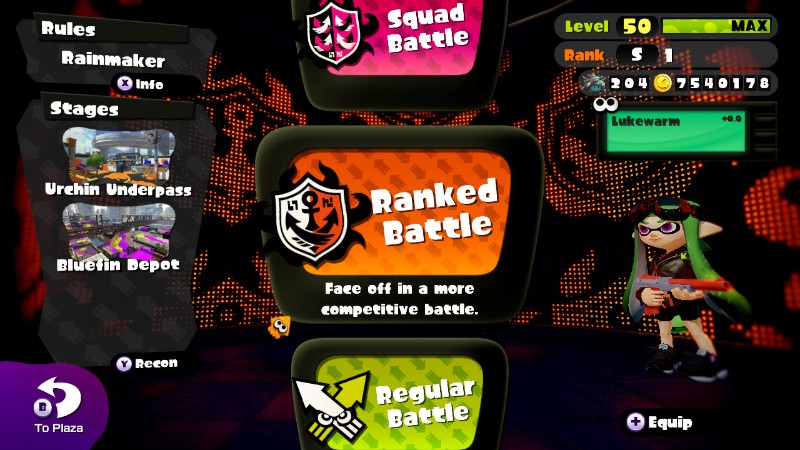 Rules
Rainmaker
X Info
Stages
Urchin Underpass
Bluefin Depot
Y Recon
B
To Plaza
Squad
Battle
Ranked
Battle
Face off in a more
competitive battle.
Regular
Battle
Level 50 MAX
Rank S 1
204 7540178
Lukewarm +0.0
+ Equip